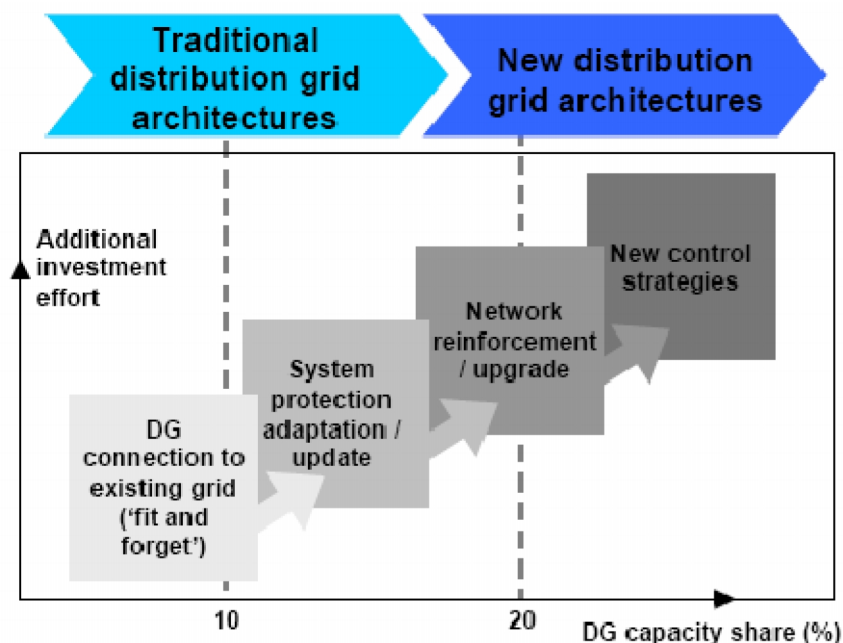 Traditional
distribution grid
architectures
New distribution
grid architectures
Additional
investment
effort
New control
strategies
Network
reinforcement
/ upgrade
System
protection
adaptation /
update
DG
connection to
existing grid
(‘fit and
forget’)
10
20
DG capacity share (%)